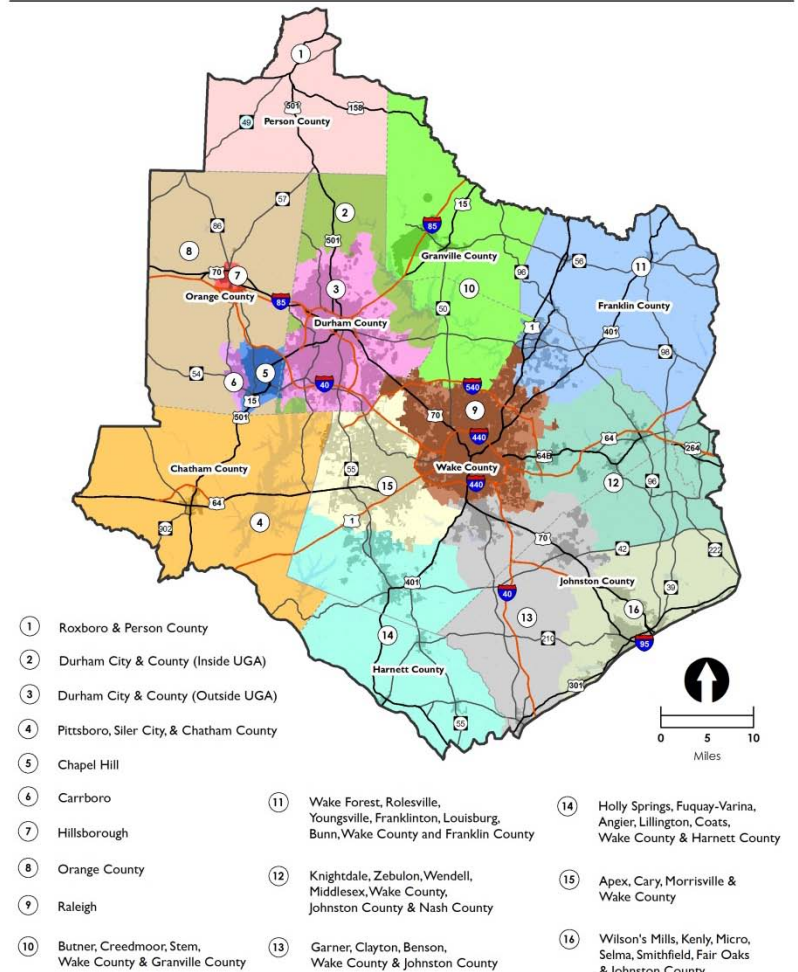 1
501
158
49
Person County
57
2
86
15
501
85
8
Granville County
56
11
96
70
7
3
10
Orange County
85
Franklin County
Durham County
50
1
401
98
54
6
5
40
540
15
70
9
501
440
64
264
Chatham County
55
Wake County
64B
15
440
12
96
64
902
4
1
70
42
222
401
Johnston County
39
40
16
14
13
210
95
Harnett County
301
55
0 5 10
Miles
1 Roxboro & Person County
2 Durham City & County (Inside UGA)
3 Durham City & County (Outside UGA)
4 Pittsboro, Siler City, & Chatham County
5 Chapel Hill
6 Carrboro
7 Hillsborough
8 Orange County
9 Raleigh
10 Butner, Creedmoor, Stem,
Wake County & Granville County
11 Wake Forest, Rolesville,
Youngsville, Franklinton, Louisburg,
Bunn, Wake County and Franklin County
12 Knightdale, Zebulon, Wendell,
Middlesex, Wake County,
Johnston County & Nash County
13 Garner, Clayton, Benson,
Wake County & Johnston County
14 Holly Springs, Fuquay-Varina,
Angier, Lillington, Coats,
Wake County & Harnett County
15 Apex, Cary, Morrisville &
Wake County
16 Wilson's Mills, Kenly, Micro,
Selma, Smithfield, Fair Oaks
& Johnston County